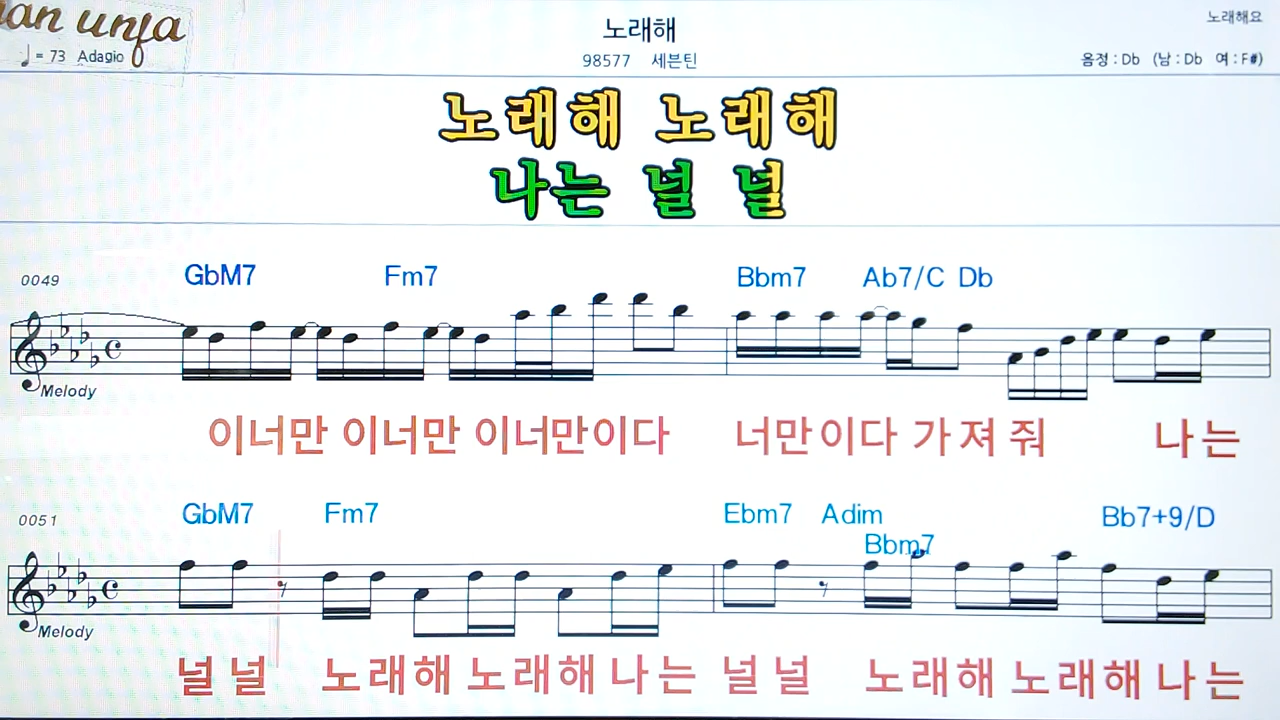 노래해
노래해요
♩= 73 Adagio
98577 세븐틴
음정 : Db (남 : Db 여 : F#)
노래해 노래해
나는 널 널
0049
GbM7 Fm7 Bbm7 Ab7/C Db
Melody
이너만 이너만 이너만이다 너만이다 가져줘 나는
0051
GbM7 Fm7 Ebm7 Adim Bb7+9/D
Bbm7
Melody
널널 노래해 노래해 나는 널널 노래해 노래해 나는